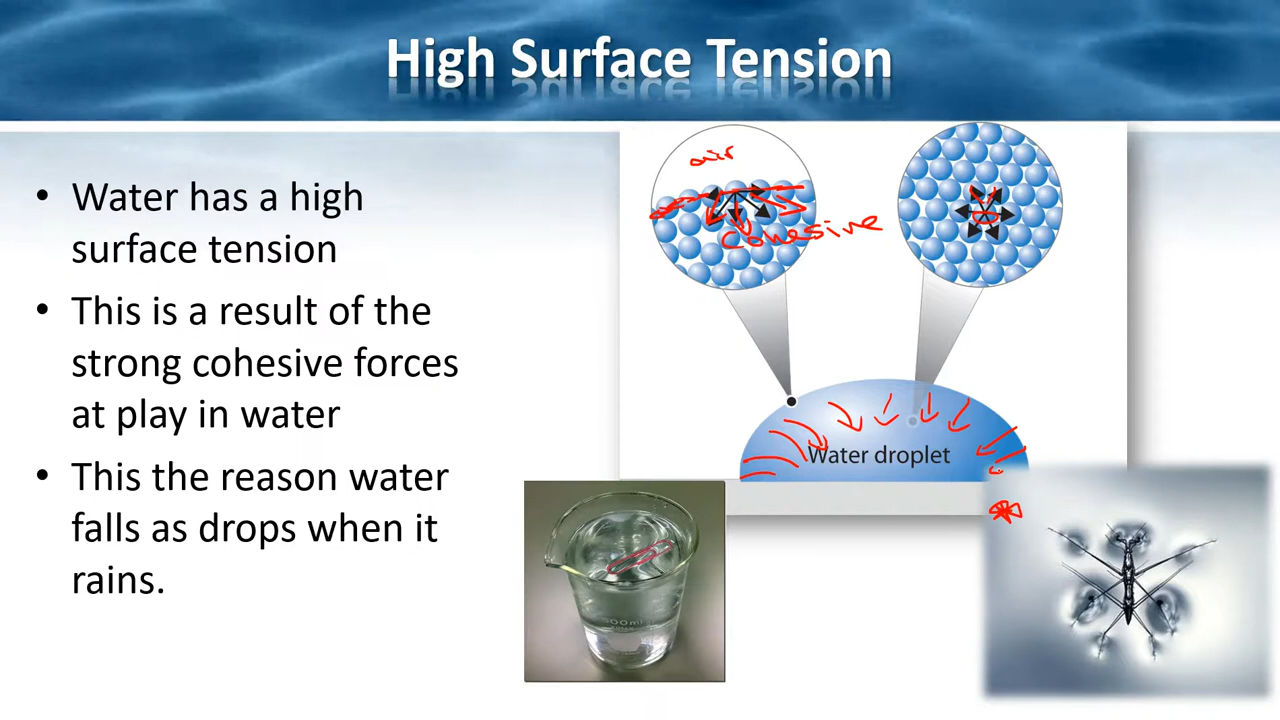 High Surface Tension
• Water has a high
surface tension
• This is a result of the
strong cohesive forces
at play in water
• This the reason water
falls as drops when it
rains.
air
cohesive
Water droplet